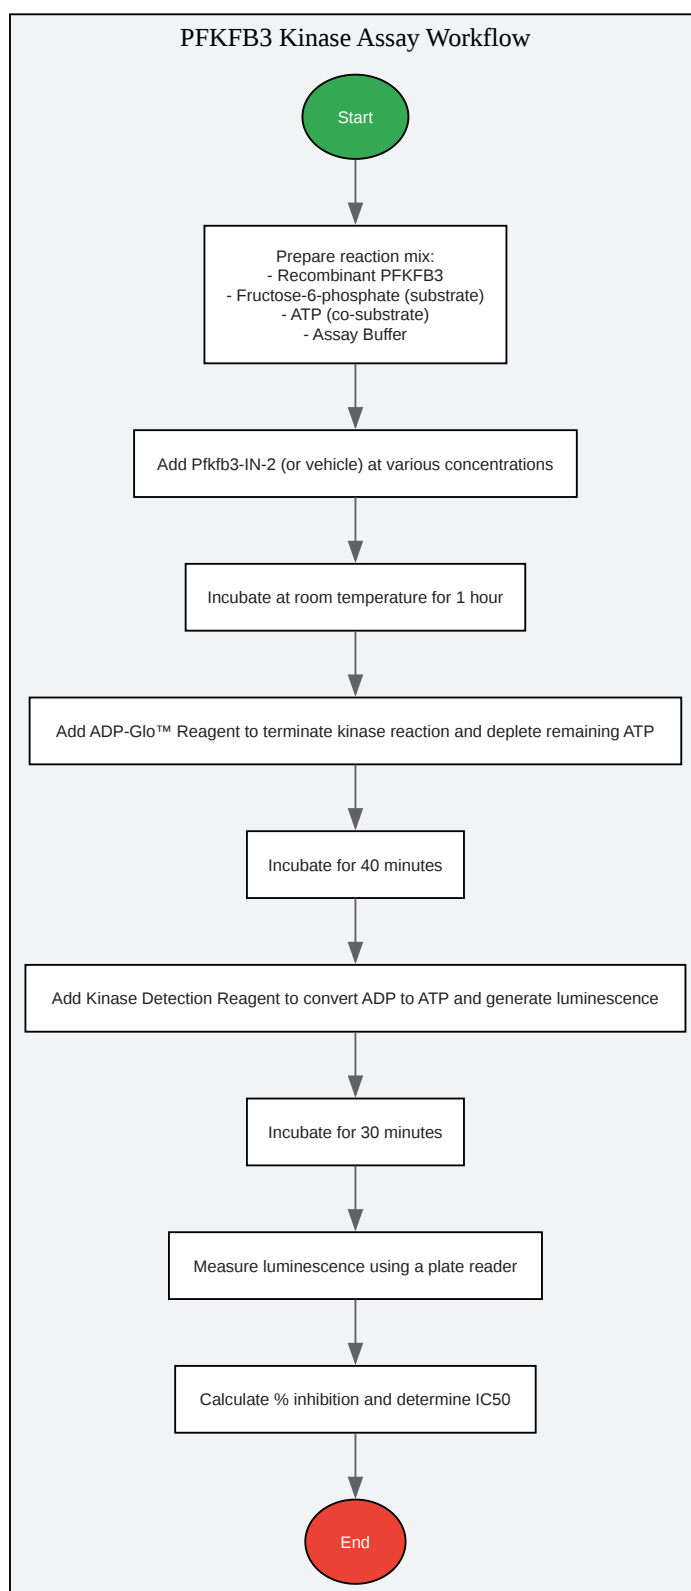 PFKFB3 Kinase Assay Workflow
Start
Prepare reaction mix:
- Recombinant PFKFB3
- Fructose-6-phosphate (substrate)
- ATP (co-substrate)
- Assay Buffer
Add Pfkfb3-IN-2 (or vehicle) at various concentrations
Incubate at room temperature for 1 hour
Add ADP-Glo™ Reagent to terminate kinase reaction and deplete remaining ATP
Incubate for 40 minutes
Add Kinase Detection Reagent to convert ADP to ATP and generate luminescence
Incubate for 30 minutes
Measure luminescence using a plate reader
Calculate % inhibition and determine IC50
End